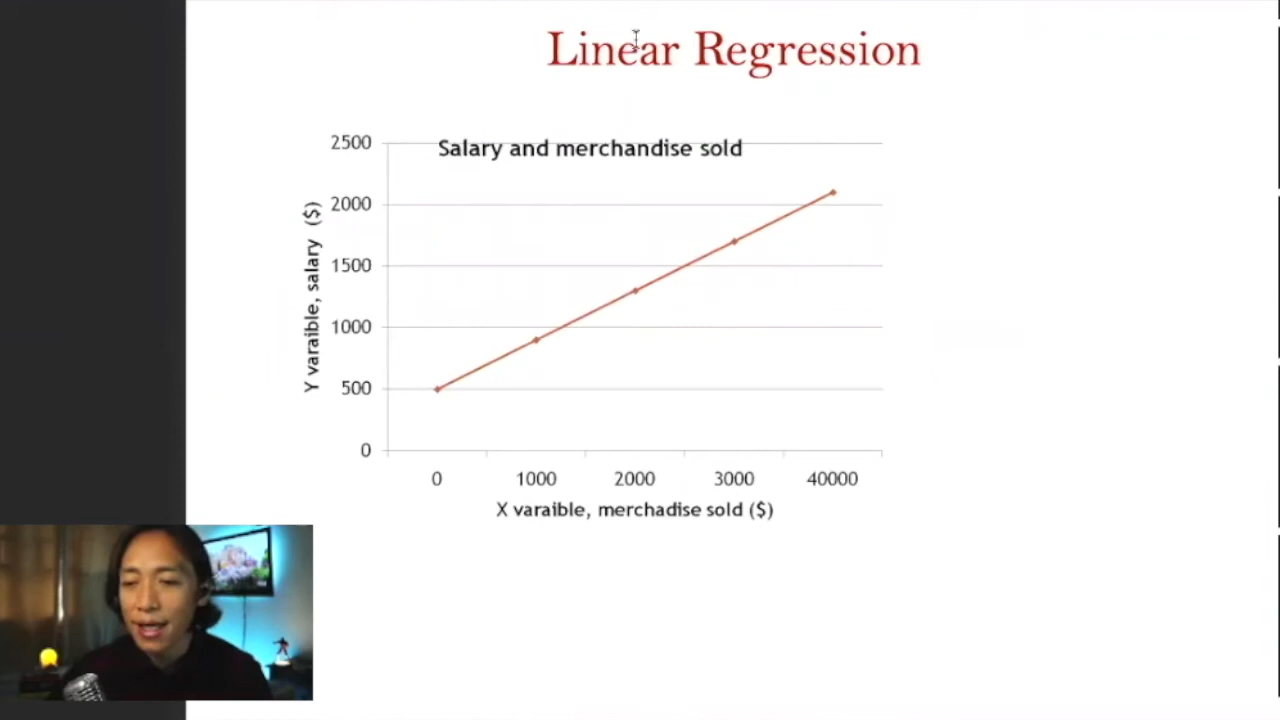 Linear Regression
Salary and merchandise sold
2500
2000
1500
1000
500
0
Y varaible, salary ($)
0 1000 2000 3000 40000
X varaible, merchadise sold ($)